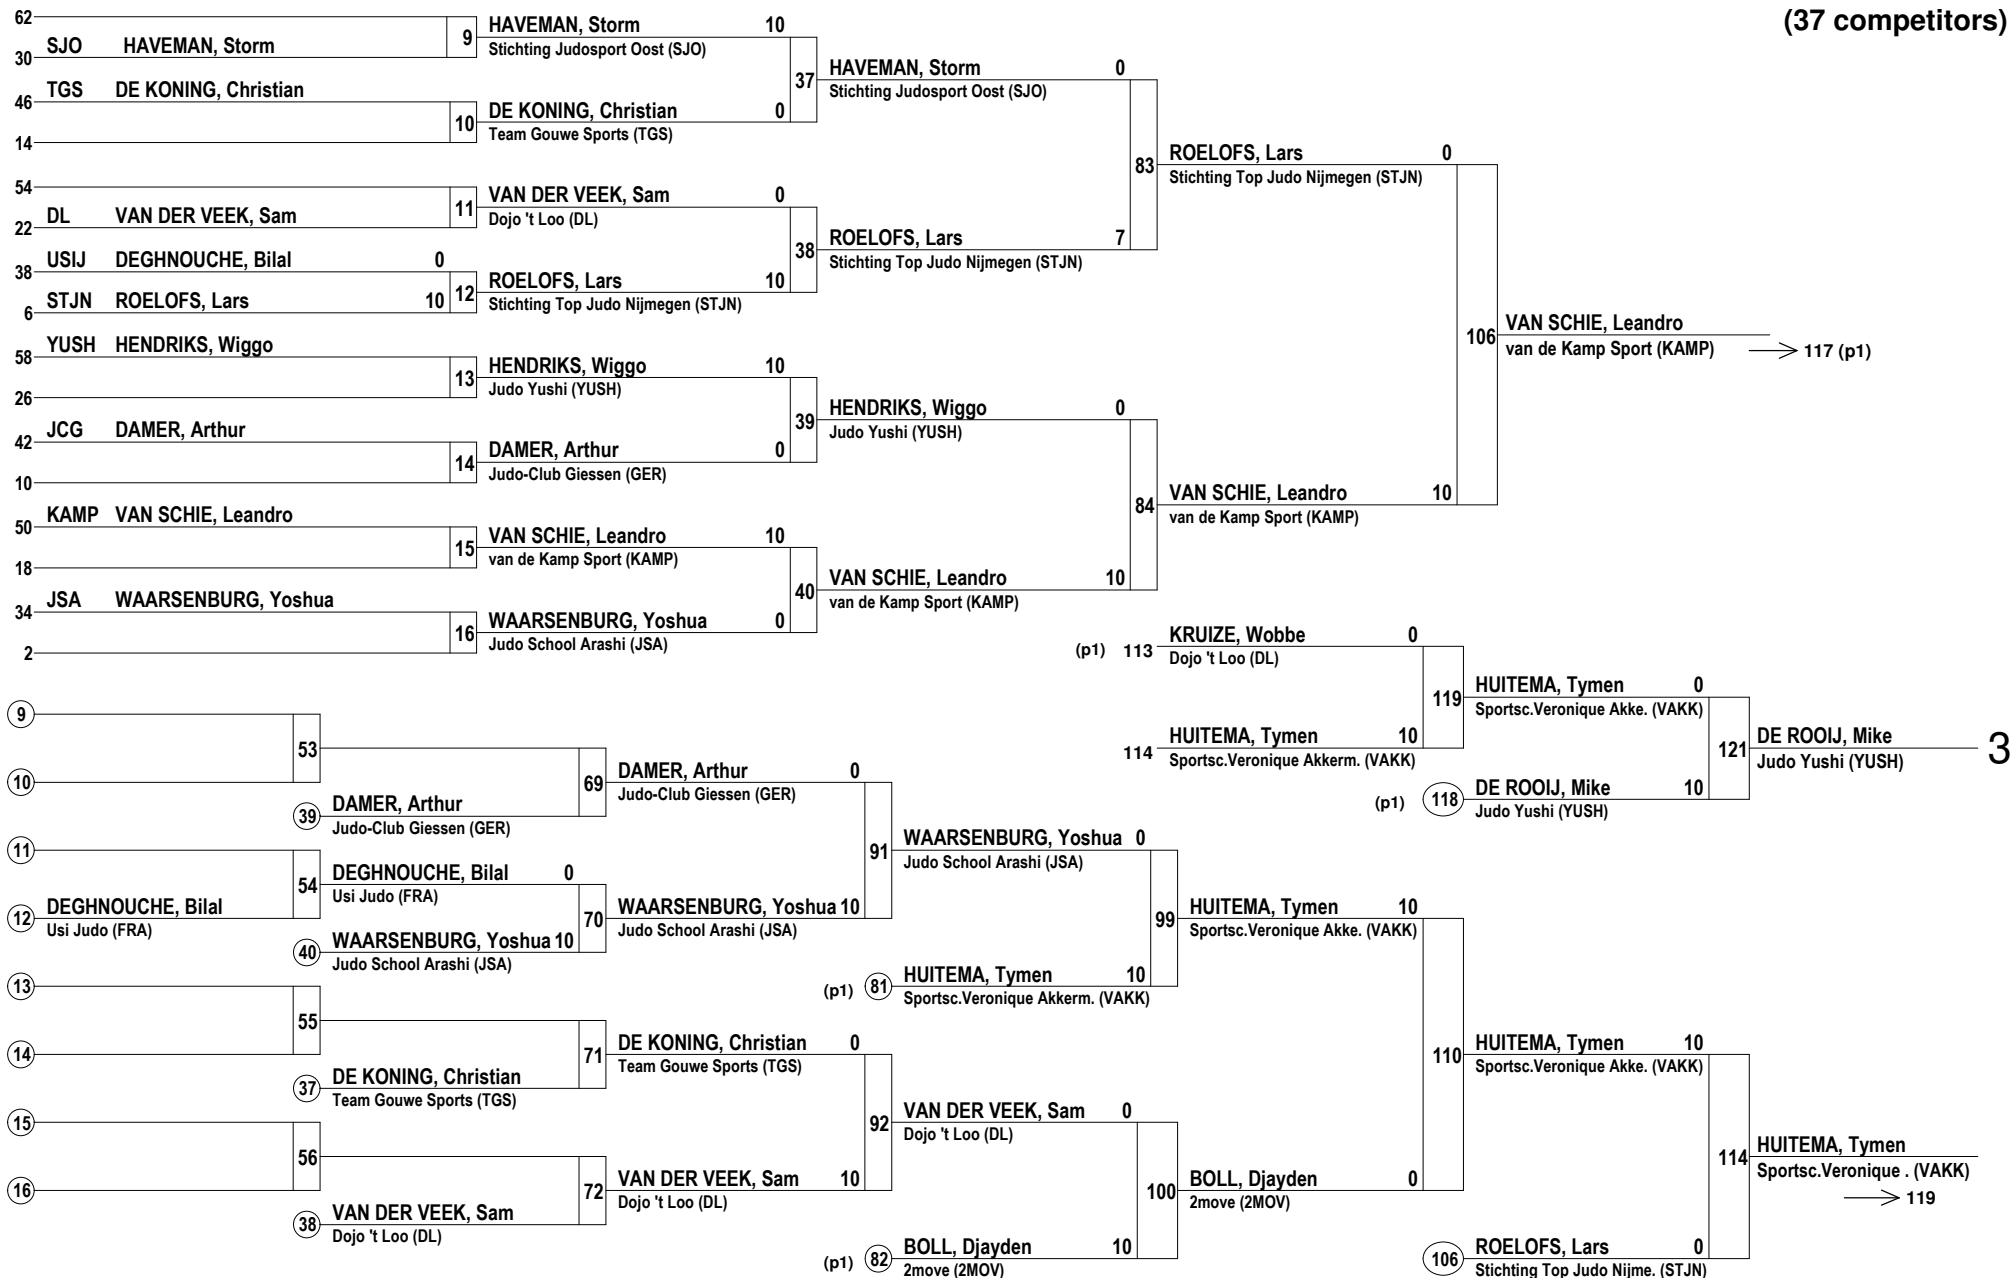 (37 competitors)
62
SJO HAVEMAN, Storm
30
9
HAVEMAN, Storm 10
Stichting Judosport Oost (SJO)
TGS DE KONING, Christian
46
14
10
DE KONING, Christian 0
Team Gouwe Sports (TGS)
37
HAVEMAN, Storm 0
Stichting Judosport Oost (SJO)
54
DL VAN DER VEEK, Sam
22
11
VAN DER VEEK, Sam 0
Dojo 't Loo (DL)
USIJ DEGHNOUCHE, Bilal 0
38
STJN ROELOFS, Lars 10
6
12
ROELOFS, Lars 10
Stichting Top Judo Nijmegen (STJN)
38
ROELOFS, Lars 7
Stichting Top Judo Nijmegen (STJN)
83
ROELOFS, Lars 0
Stichting Top Judo Nijmegen (STJN)
YUSH HENDRIKS, Wiggo
58
26
13
HENDRIKS, Wiggo 10
Judo Yushi (YUSH)
JCG DAMER, Arthur
42
10
14
DAMER, Arthur 0
Judo-Club Giessen (GER)
39
HENDRIKS, Wiggo 0
Judo Yushi (YUSH)
KAMP VAN SCHIE, Leandro
50
18
15
VAN SCHIE, Leandro 10
van de Kamp Sport (KAMP)
JSA WAARSENBURG, Yoshua
34
2
16
WAARSENBURG, Yoshua 0
Judo School Arashi (JSA)
40
VAN SCHIE, Leandro 10
van de Kamp Sport (KAMP)
84
VAN SCHIE, Leandro 10
van de Kamp Sport (KAMP)
106
VAN SCHIE, Leandro
van de Kamp Sport (KAMP)
117 (p1)
(p1) 113
KRUIZE, Wobbe 0
Dojo 't Loo (DL)
114
HUITEMA, Tymen 10
Sportsc.Veronique Akkerm. (VAKK)
119
HUITEMA, Tymen 0
Sportsc.Veronique Akke. (VAKK)
(p1) 118
DE ROOIJ, Mike 10
Judo Yushi (YUSH)
121
DE ROOIJ, Mike
Judo Yushi (YUSH)
3
9
10
53
39
DAMER, Arthur
Judo-Club Giessen (GER)
69
DAMER, Arthur 0
Judo-Club Giessen (GER)
11
12
DEGHNOUCHE, Bilal
Usi Judo (FRA)
54
DEGHNOUCHE, Bilal 0
Usi Judo (FRA)
40
WAARSENBURG, Yoshua 10
Judo School Arashi (JSA)
70
WAARSENBURG, Yoshua 10
Judo School Arashi (JSA)
91
WAARSENBURG, Yoshua 0
Judo School Arashi (JSA)
(p1) 81
HUITEMA, Tymen 10
Sportsc.Veronique Akkerm. (VAKK)
99
HUITEMA, Tymen 10
Sportsc.Veronique Akke. (VAKK)
13
14
55
37
DE KONING, Christian
Team Gouwe Sports (TGS)
71
DE KONING, Christian 0
Team Gouwe Sports (TGS)
15
16
56
38
VAN DER VEEK, Sam
Dojo 't Loo (DL)
72
VAN DER VEEK, Sam 10
Dojo 't Loo (DL)
92
VAN DER VEEK, Sam 0
Dojo 't Loo (DL)
(p1) 82
BOLL, Djayden 10
2move (2MOV)
100
BOLL, Djayden 0
2move (2MOV)
110
HUITEMA, Tymen 10
Sportsc.Veronique Akke. (VAKK)
106
ROELOFS, Lars 0
Stichting Top Judo Nijme. (STJN)
114
HUITEMA, Tymen
Sportsc.Veronique . (VAKK)
119